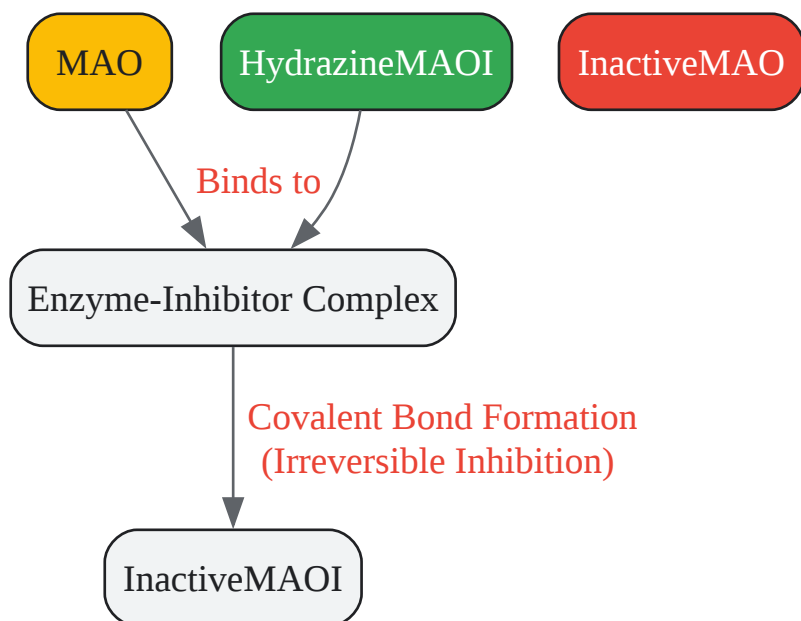 MAO
HydrazineMAOI
InactiveMAO
Binds to
Enzyme-Inhibitor Complex
Covalent Bond Formation
(Irreversible Inhibition)
InactiveMAOI